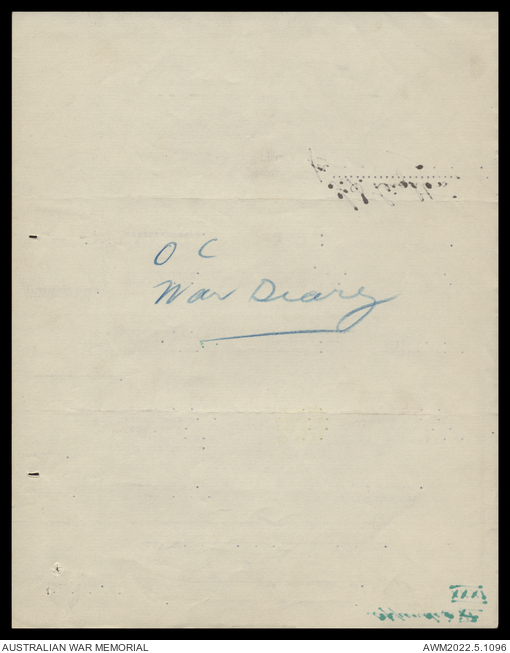 O C
War Diary
AUSTRALIAN WAR MEMORIAL
AWM2022.5.1096